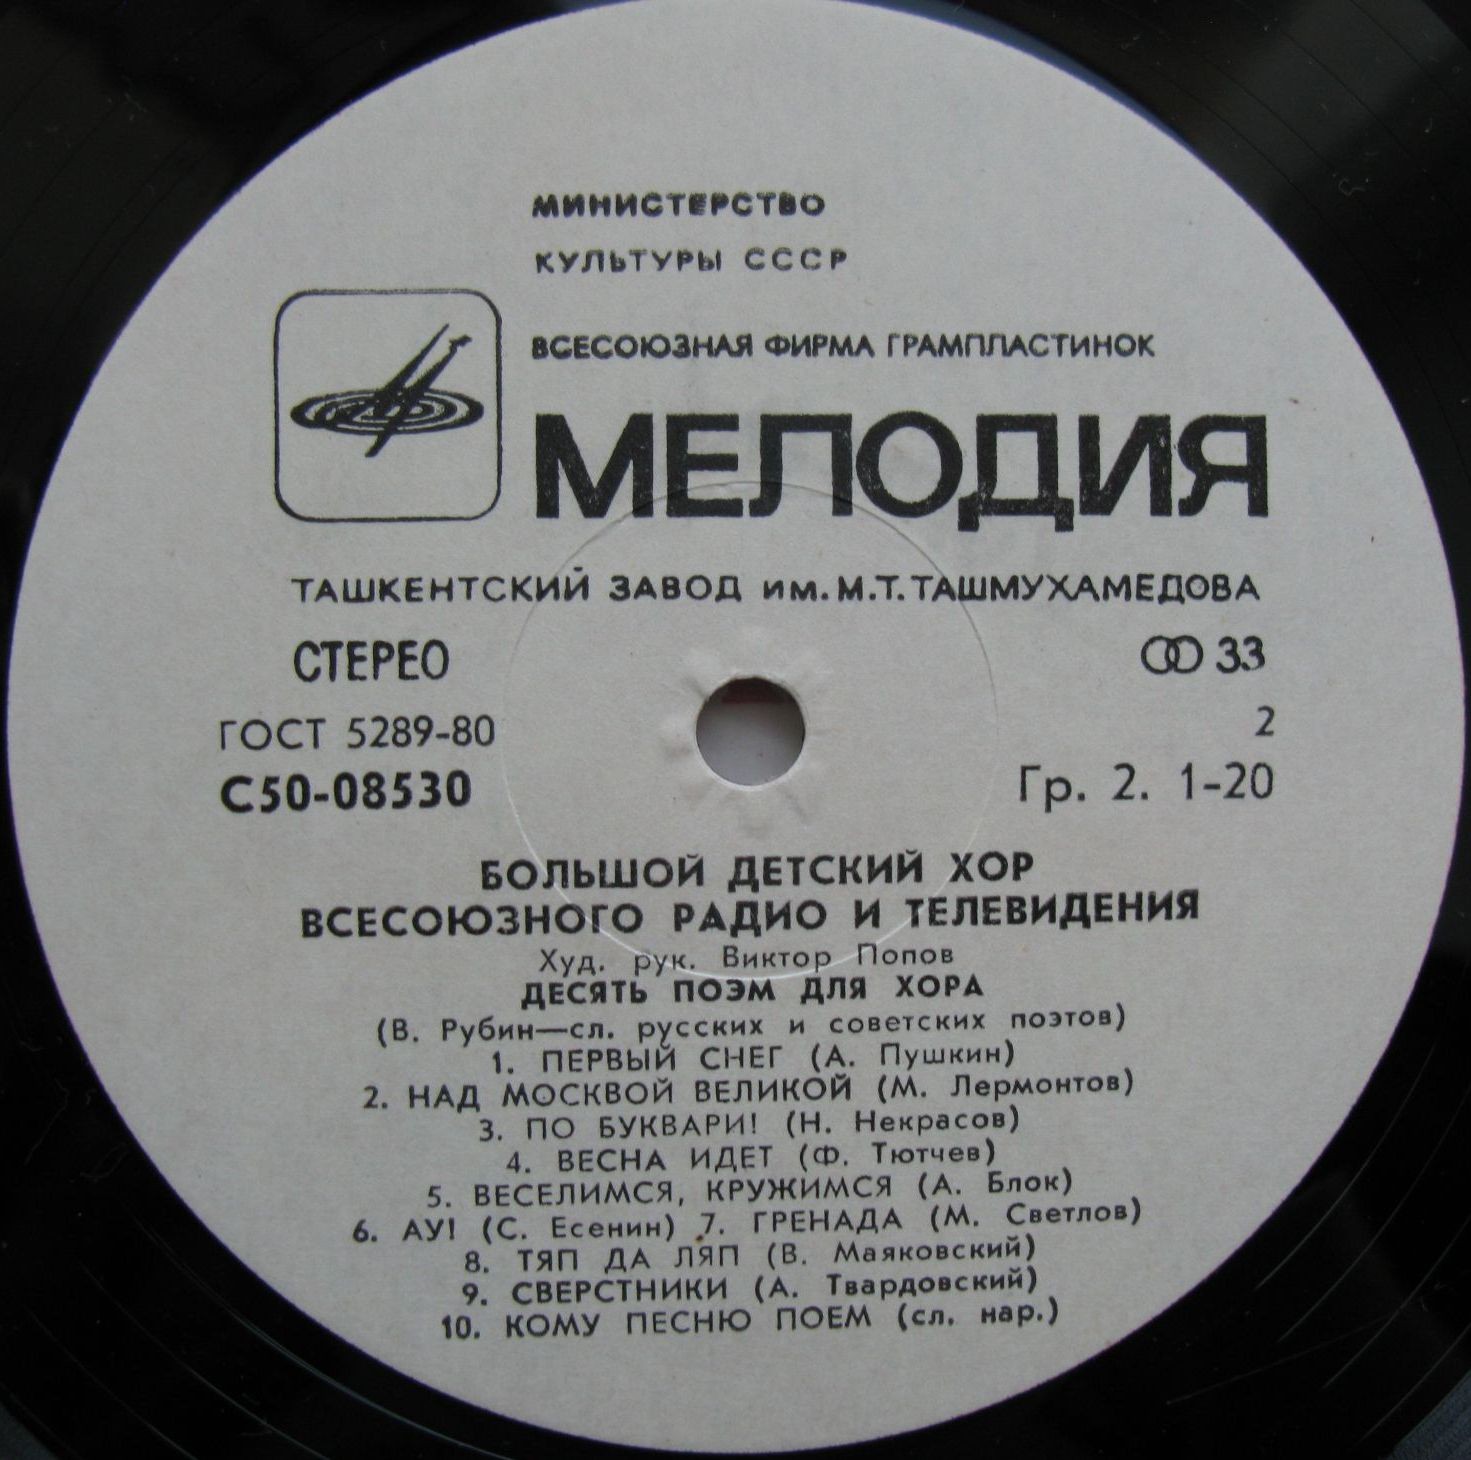 МИНИСТЕРСТВО
КУЛЬТУРЫ СССР
ВСЕСОЮЗНАЯ ФИРМА ГРАМПЛАСТИНОК
МЕЛОДИЯ
ТАШКЕНТСКИЙ ЗАВОД им. М.Т. ТАШМУХАМЕДОВА
СТЕРЕО 33
ГОСТ 5289-80 2
С50-08530 Гр. 2. 1-20
БОЛЬШОЙ ДЕТСКИЙ ХОР
ВСЕСОЮЗНОГО РАДИО И ТЕЛЕВИДЕНИЯ
Худ. рук. Виктор Попов
ДЕСЯТЬ ПОЭМ ДЛЯ ХОРА
(В. Рубин—сл. русских и советских поэтов)
1. ПЕРВЫЙ СНЕГ (А. Пушкин)
2. НАД МОСКВОЙ ВЕЛИКОЙ (М. Лермонтов)
3. ПО БУКВАРИ! (Н. Некрасов)
4. ВЕСНА ИДЕТ (Ф. Тютчев)
5. ВЕСЕЛИМСЯ, КРУЖИМСЯ (А. Блок)
6. АУ! (С. Есенин) 7. ГРЕНАДА (М. Светлов)
8. ТЯП ДА ЛЯП (В. Маяковский)
9. СВЕРСТНИКИ (А. Твардовский)
10. КОМУ ПЕСНЮ ПОЕМ (сл. нар.)